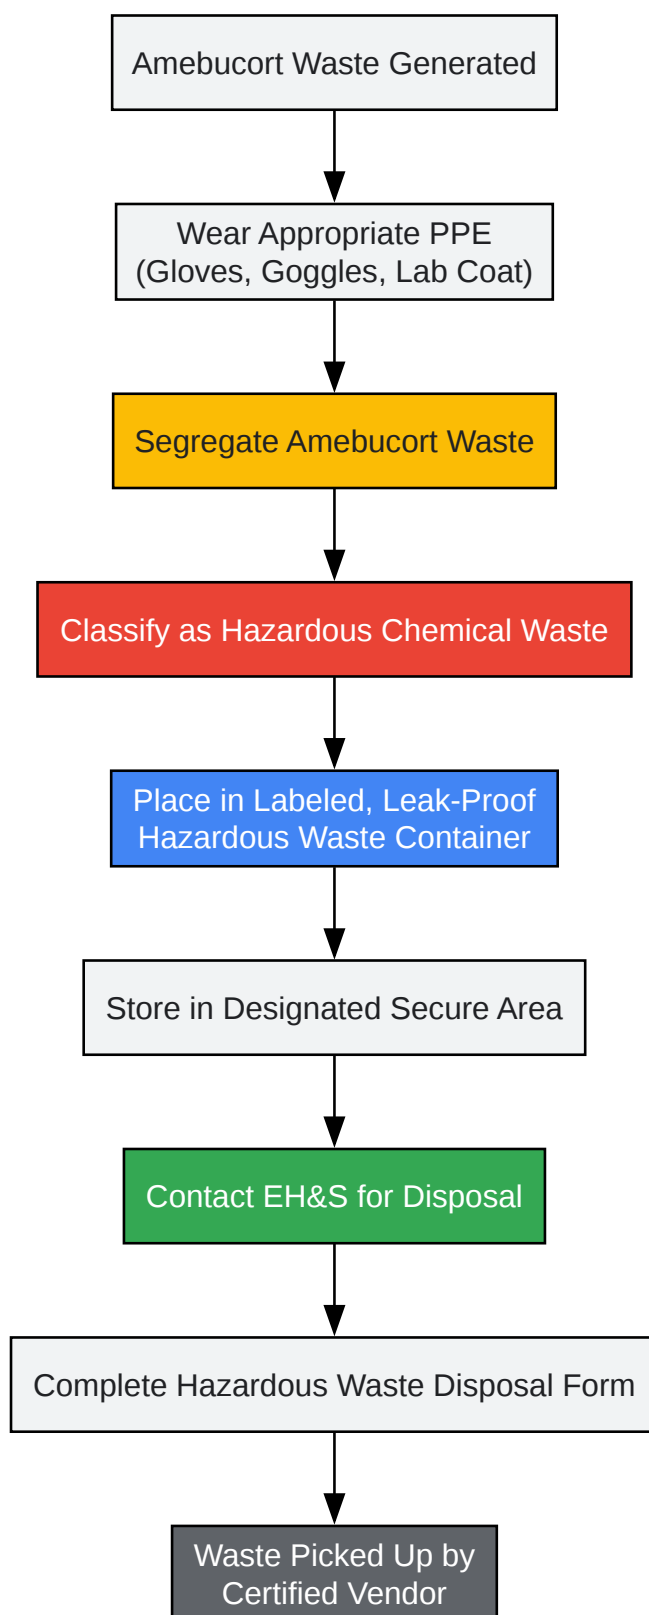 Amebucort Waste Generated
Wear Appropriate PPE
(Gloves, Goggles, Lab Coat)
Segregate Amebucort Waste
Classify as Hazardous Chemical Waste
Place in Labeled, Leak-Proof
Hazardous Waste Container
Store in Designated Secure Area
Contact EH&S for Disposal
Complete Hazardous Waste Disposal Form
Waste Picked Up by
Certified Vendor